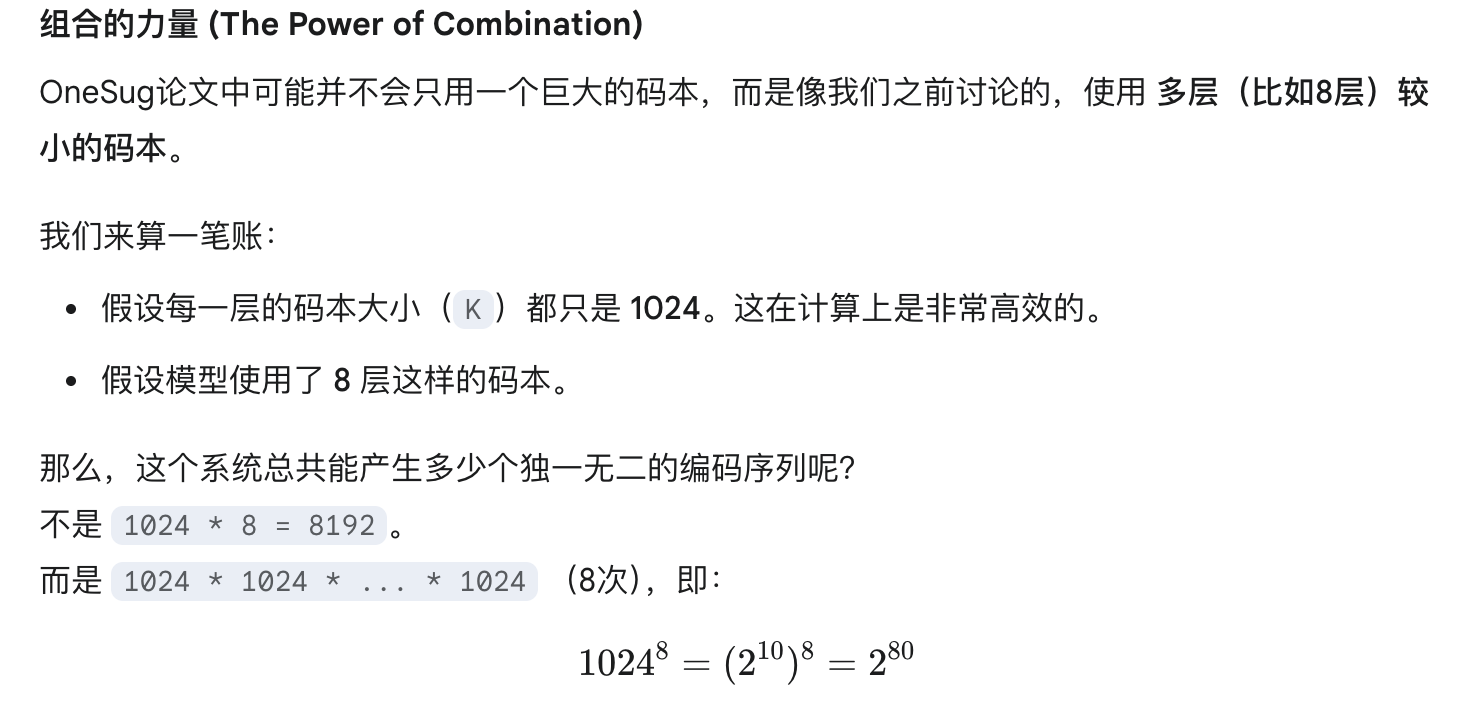 组合的力量 (The Power of Combination)
OneSug论文中可能并不会只用一个巨大的码本，而是像我们之前讨论的，使用 多层（比如8层）较
小的码本。
我们来算一笔账：
• 假设每一层的码本大小（K）都只是 1024。这在计算上是非常高效的。
• 假设模型使用了 8 层这样的码本。
那么，这个系统总共能产生多少个独一无二的编码序列呢？
不是 1024 * 8 = 8192 。
而是 1024 * 1024 * ... * 1024 （8次），即：
1024⁸ = (2¹⁰)⁸ = 2⁸⁰